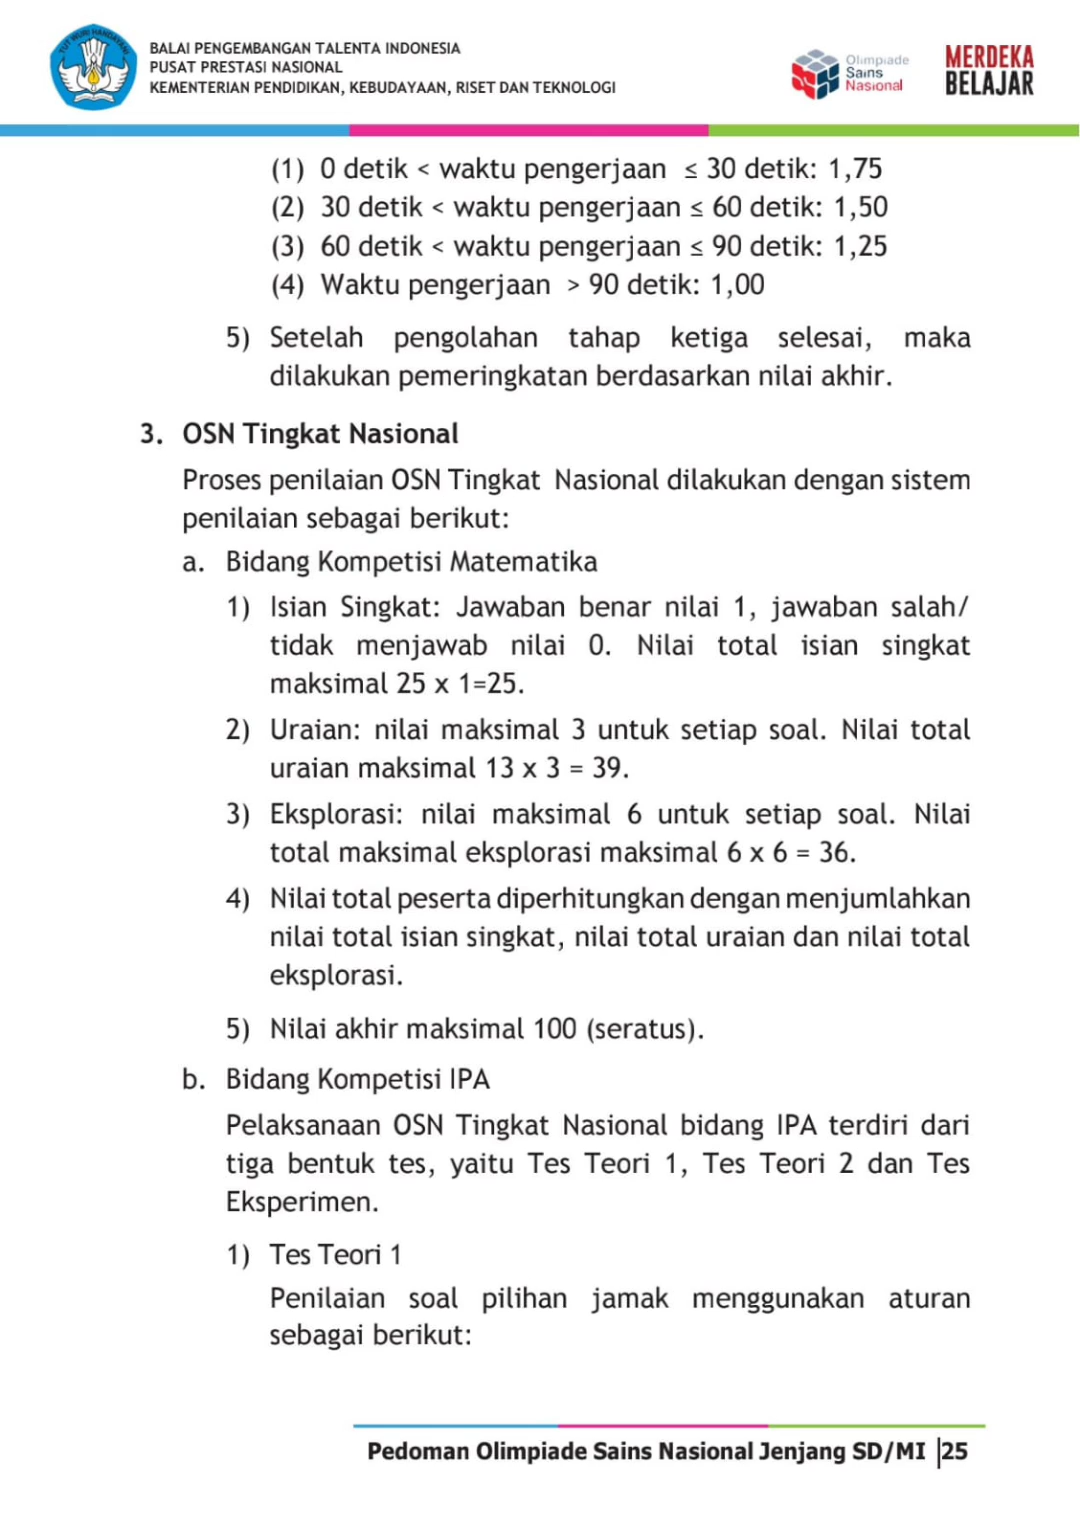 TUT WURI HANDAYANI
BALAI PENGEMBANGAN TALENTA INDONESIA
PUSAT PRESTASI NASIONAL
KEMENTERIAN PENDIDIKAN, KEBUDAYAAN, RISET DAN TEKNOLOGI
Olimpiade
Sains
Nasional
MERDEKA
BELAJAR
(1) 0 detik < waktu pengerjaan ≤ 30 detik: 1,75
(2) 30 detik < waktu pengerjaan ≤ 60 detik: 1,50
(3) 60 detik < waktu pengerjaan ≤ 90 detik: 1,25
(4) Waktu pengerjaan > 90 detik: 1,00
5) Setelah pengolahan tahap ketiga selesai, maka
dilakukan pemeringkatan berdasarkan nilai akhir.
3. OSN Tingkat Nasional
Proses penilaian OSN Tingkat Nasional dilakukan dengan sistem
penilaian sebagai berikut:
a. Bidang Kompetisi Matematika
1) Isian Singkat: Jawaban benar nilai 1, jawaban salah/
tidak menjawab nilai 0. Nilai total isian singkat
maksimal 25 x 1=25.
2) Uraian: nilai maksimal 3 untuk setiap soal. Nilai total
uraian maksimal 13 x 3 = 39.
3) Eksplorasi: nilai maksimal 6 untuk setiap soal. Nilai
total maksimal eksplorasi maksimal 6 x 6 = 36.
4) Nilai total peserta diperhitungkan dengan menjumlahkan
nilai total isian singkat, nilai total uraian dan nilai total
eksplorasi.
5) Nilai akhir maksimal 100 (seratus).
b. Bidang Kompetisi IPA
Pelaksanaan OSN Tingkat Nasional bidang IPA terdiri dari
tiga bentuk tes, yaitu Tes Teori 1, Tes Teori 2 dan Tes
Eksperimen.
1) Tes Teori 1
Penilaian soal pilihan jamak menggunakan aturan
sebagai berikut:
Pedoman Olimpiade Sains Nasional Jenjang SD/MI |25